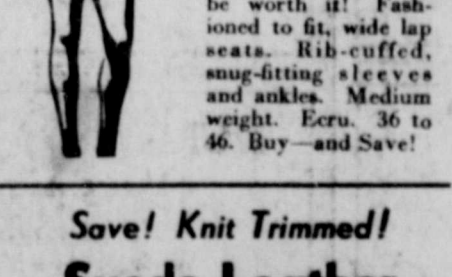 be worth it! Fash-
ioned to fit, wide lap
seats. Rib-cuffed,
snug-fitting sleeves
and ankles. Medium
weight. Ecru. 36 to
46. Buy—and Save!
Save! Knit Trimmed!